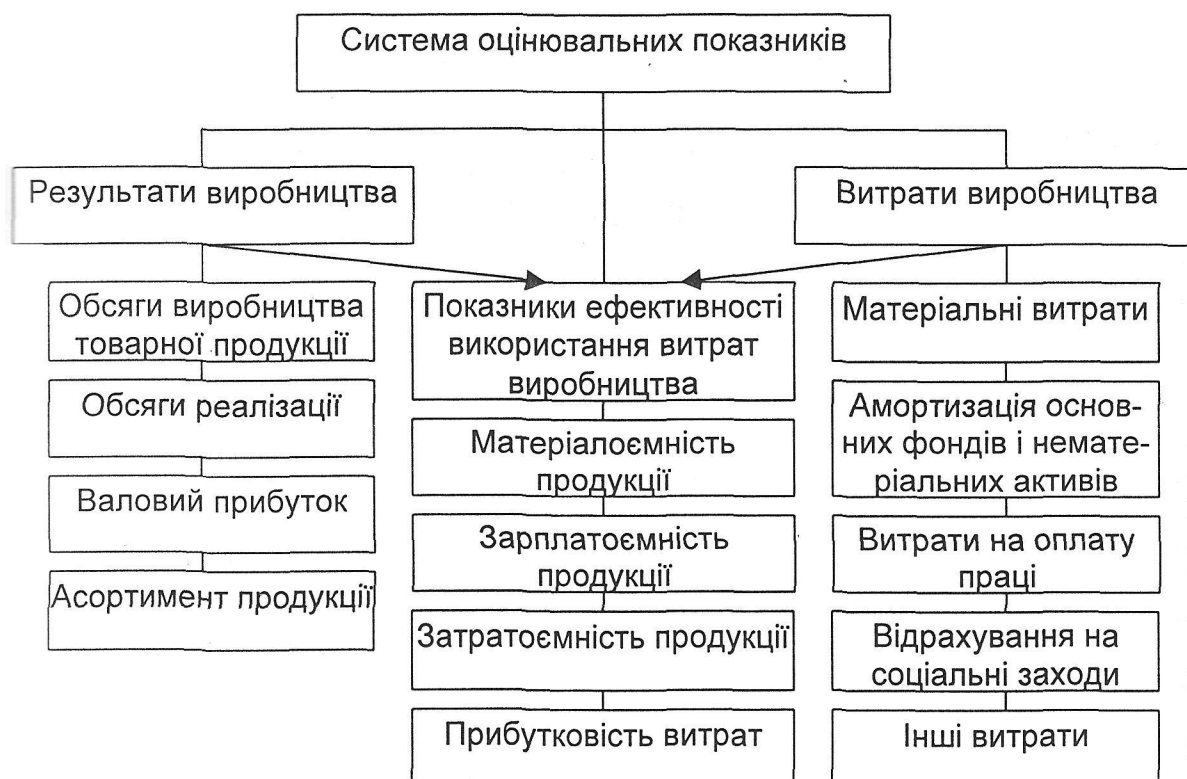 Система оцінювальних показників
Результати виробництва
Витрати виробництва
Обсяги виробництва
товарної продукції
Обсяги реалізації
Валовий прибуток
Асортимент продукції
Показники ефективності
використання витрат
виробництва
Матеріалоємність
продукції
Зарплатоємність
продукції
Затратоємність продукції
Прибутковість витрат
Матеріальні витрати
Амортизація основ-
них фондів і немате-
ріальних активів
Витрати на оплату
праці
Відрахування на
соціальні заходи
Інші витрати